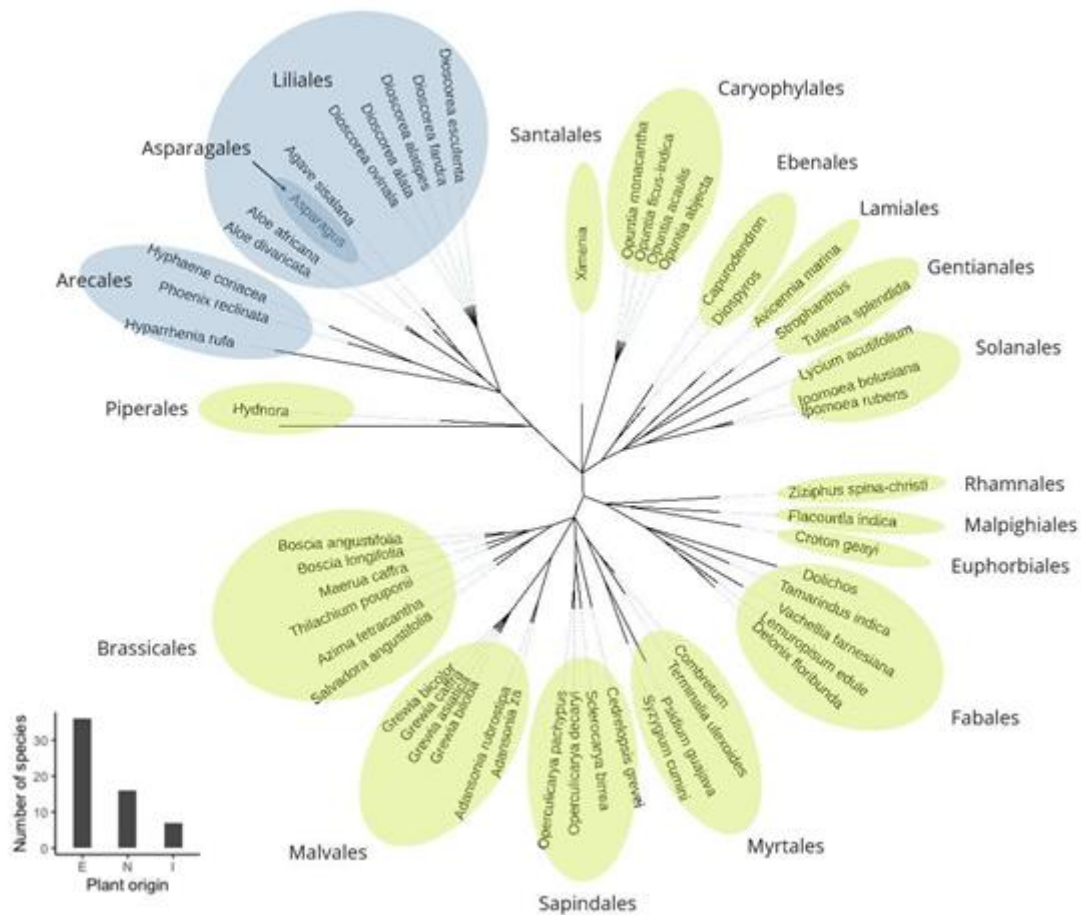 Liliales
Dioscorea esculenta
Dioscorea fandra
Dioscorea alatipes
Dioscorea alata
Dioscorea ovinala
Asparagales
Agave sisalana
Asparagus
Aloe africana
Aloe divaricata
Arecales
Hyphaene coriacea
Phoenix reclinata
Hyparrhenia rufa
Piperales
Hydnora
Santalales
Ximenia
Caryophylales
Opuntia monacantha
Opuntia ficus-indica
Opuntia acaulis
Opuntia abjecta
Ebenales
Capurodendron
Diospyros
Lamiales
Avicennia marina
Gentianales
Strophanthus
Tulearia splendida
Solanales
Lycium acutifolium
Ipomoea bolusiana
Ipomoea rubens
Rhamnales
Ziziphus spina-christi
Malpighiales
Flacourtia indica
Croton geayi
Euphorbiales
Dolichos
Tamarindus indica
Vachellia farnesiana
Lemuropisum edule
Delonix floribunda
Fabales
Combretum
Terminalia ulexoides
Psidium guajava
Syzygium cumini
Myrtales
Cedrelopsis grevei
Sclerocarya birrea
Operculicarya decaryi
Operculicarya pachypus
Sapindales
Adansonia za
Adansonia rubrostipa
Grewia biloba
Grewia asiatica
Grewia caffra
Grewia bicolor
Malvales
Boscia angustifolia
Boscia longifolia
Maerua caffra
Thilachium pouponii
Azima tetracantha
Salvadora angustifolia
Brassicales
Number of species
30
20
10
0
E N I
Plant origin